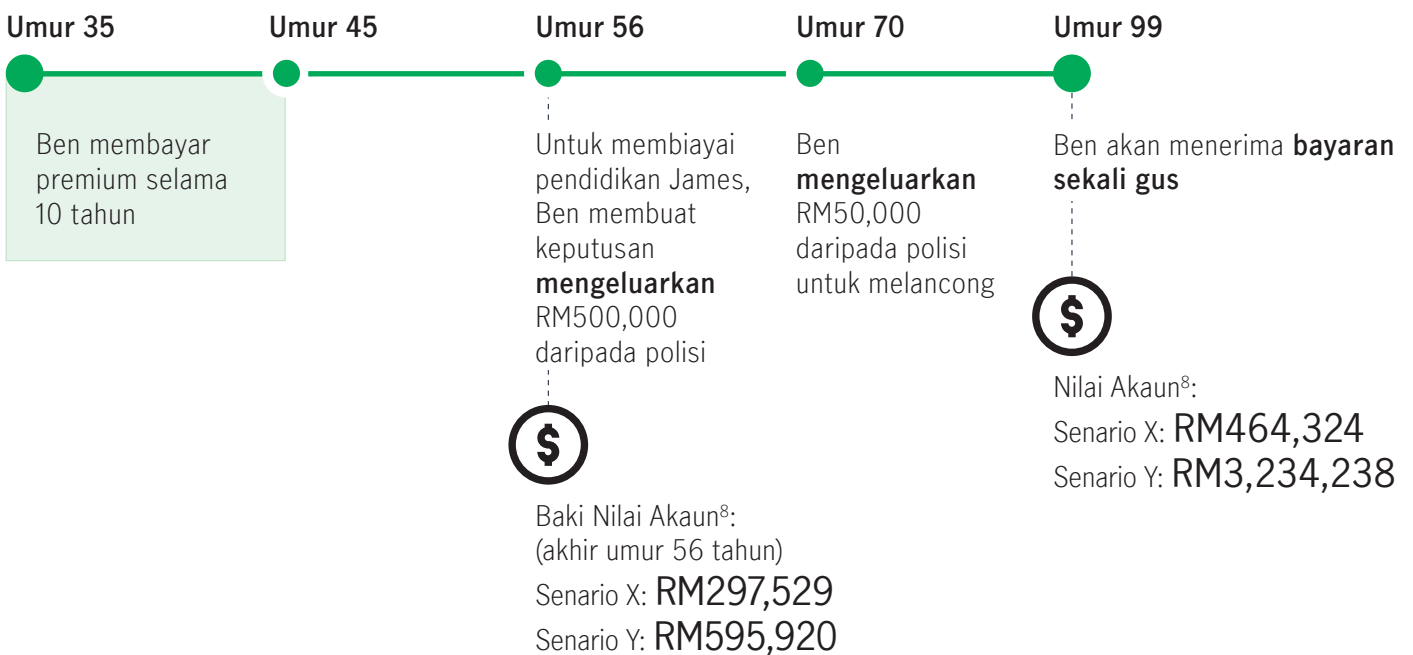 Umur 35
Umur 45
Umur 56
Umur 70
Umur 99
Ben membayar
premium selama
10 tahun
Untuk membiayai
pendidikan James,
Ben membuat
keputusan
mengeluarkan
RM500,000
daripada polisi
$
Baki Nilai Akaun⁸:
(akhir umur 56 tahun)
Senario X: RM297,529
Senario Y: RM595,920
Ben
mengeluarkan
RM50,000
daripada polisi
untuk melancong
Ben akan menerima bayaran
sekali gus
$
Nilai Akaun⁸:
Senario X: RM464,324
Senario Y: RM3,234,238